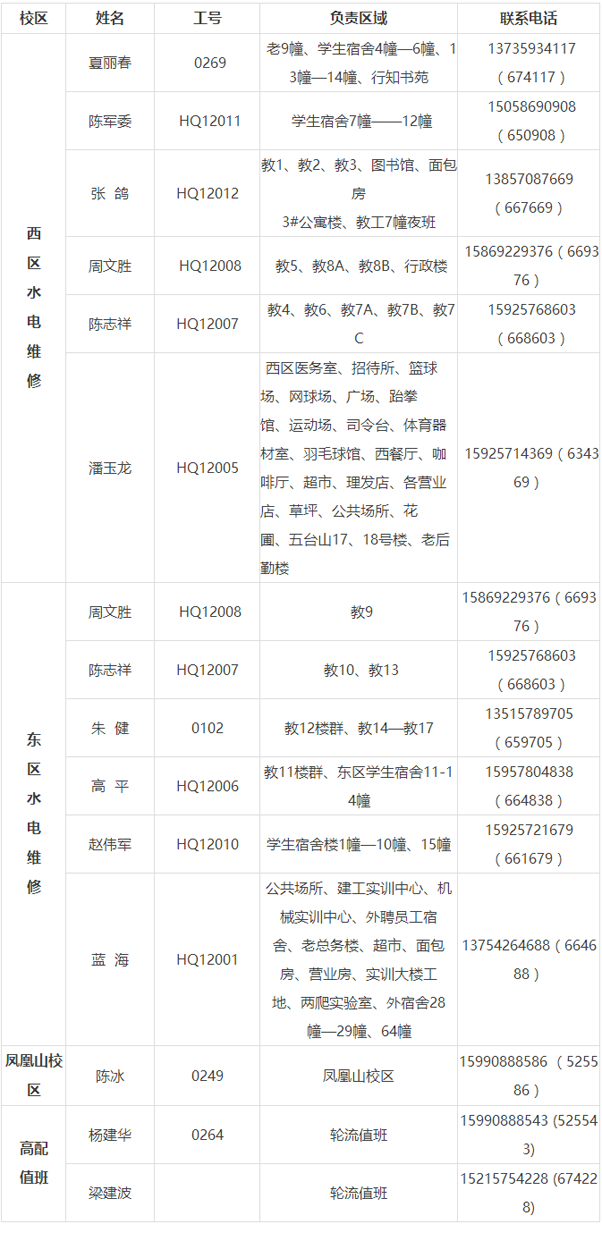 校区 姓名 工号 负责区域 联系电话
西
区
水
电
维
修
夏丽春 0269 老9幢、学生宿舍4幢—6幢、1
3幢—14幢、行知书苑 13735934117
（674117）
陈军委 HQ12011 学生宿舍7幢——12幢 15058690908
（650908）
张 鸽 HQ12012 教1、教2、教3、图书馆、面包
房
3#公寓楼、教工7幢夜班 13857087669
（667669）
周文胜 HQ12008 教5、教8A、教8B、行政楼 15869229376（6693
76）
陈志祥 HQ12007 教4、教6、教7A、教7B、教7
C 15925768603
（668603）
潘玉龙 HQ12005 西区医务室、招待所、篮球
场、网球场、广场、跆拳
馆、运动场、司令台、体育器
材室、羽毛球馆、西餐厅、咖
啡厅、超市、理发店、各营业
店、草坪、公共场所、花
圃、五台山17、18号楼、老后
勤楼 15925714369（6343
69）
东
区
水
电
维
修
周文胜 HQ12008 教9 15869229376（6693
76）
陈志祥 HQ12007 教10、教13 15925768603
（668603）
朱 健 0102 教12楼群、教14—教17 13515789705
（659705）
高 平 HQ12006 教11楼群、东区学生宿舍11-1
4幢 15957804838
（664838）
赵伟军 HQ12010 学生宿舍楼1幢—10幢、15幢 15925721679
（661679）
蓝 海 HQ12001 公共场所、建工实训中心、机
械实训中心、外聘员工宿
舍、老总务楼、超市、面包
房、营业房、实训大楼工
地、两爬实验室、外宿舍28
幢—29幢、64幢 13754264688（6646
88）
凤凰山校
区 陈冰 0249 凤凰山校区 15990888586 （5255
86）
高配
值班
杨建华 0264 轮流值班 15990888543 (52554
3)
梁建波 轮流值班 15215754228 (67422
8)